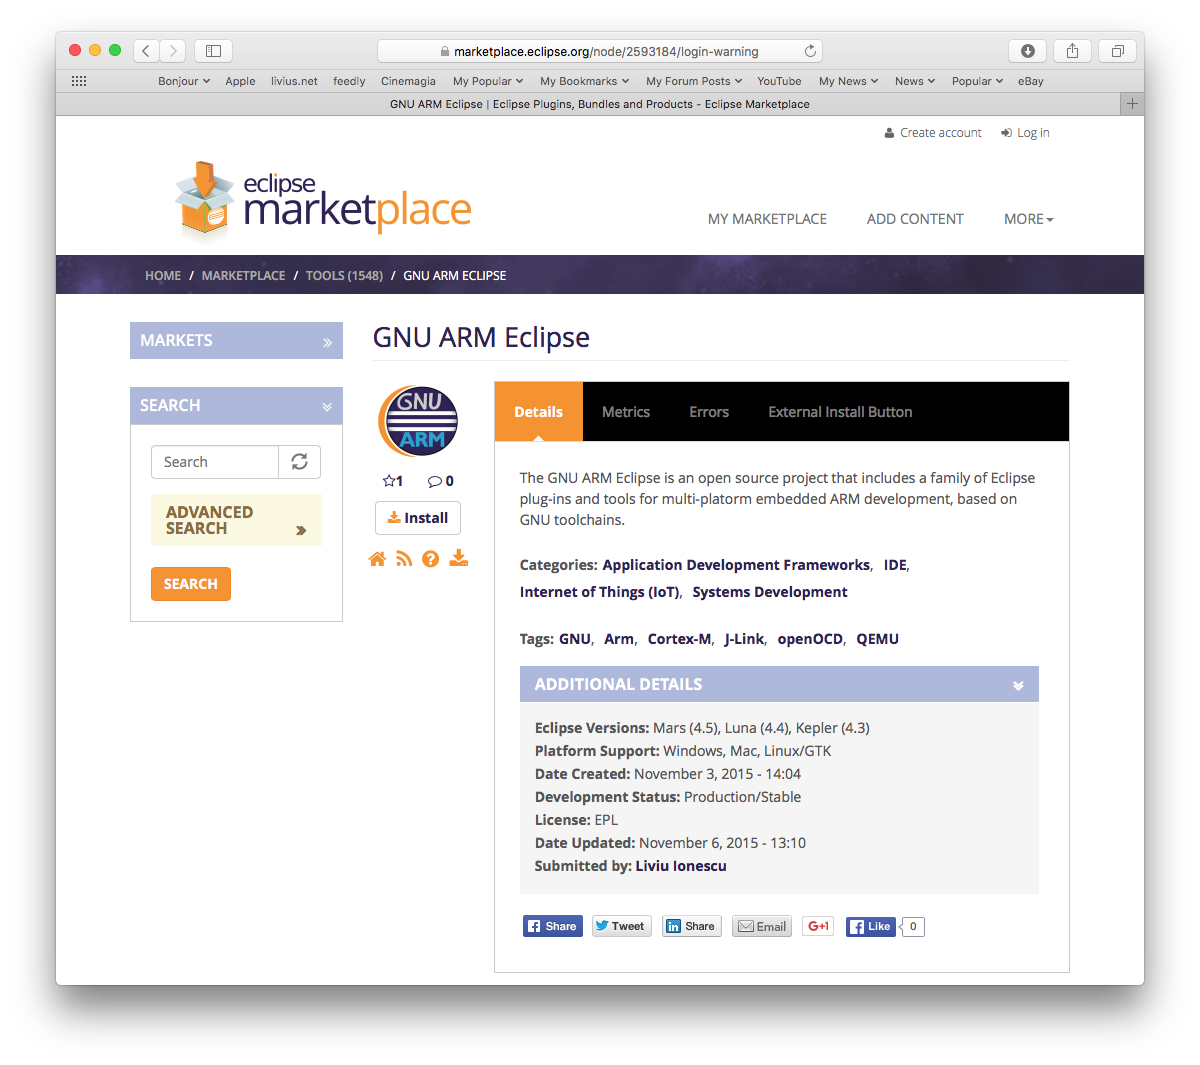 marketplace.eclipse.org/node/2593184/login-warning
Bonjour Apple livius.net feedly Cinemagia My Popular My Bookmarks My Forum Posts YouTube My News News Popular eBay
GNU ARM Eclipse | Eclipse Plugins, Bundles and Products - Eclipse Marketplace
Create account Log in
eclipse
marketplace
MY MARKETPLACE ADD CONTENT MORE
HOME / MARKETPLACE / TOOLS (1548) / GNU ARM ECLIPSE
MARKETS
SEARCH
Search
ADVANCED
SEARCH
SEARCH
GNU ARM Eclipse
GNU
ARM
1 0
Install
Details Metrics Errors External Install Button
The GNU ARM Eclipse is an open source project that includes a family of Eclipse
plug-ins and tools for multi-platorm embedded ARM development, based on
GNU toolchains.
Categories: Application Development Frameworks, IDE,
Internet of Things (IoT), Systems Development
Tags: GNU, Arm, Cortex-M, J-Link, openOCD, QEMU
ADDITIONAL DETAILS
Eclipse Versions: Mars (4.5), Luna (4.4), Kepler (4.3)
Platform Support: Windows, Mac, Linux/GTK
Date Created: November 3, 2015 - 14:04
Development Status: Production/Stable
License: EPL
Date Updated: November 6, 2015 - 13:10
Submitted by: Liviu Ionescu
Share Tweet Share Email G+1 Like 0